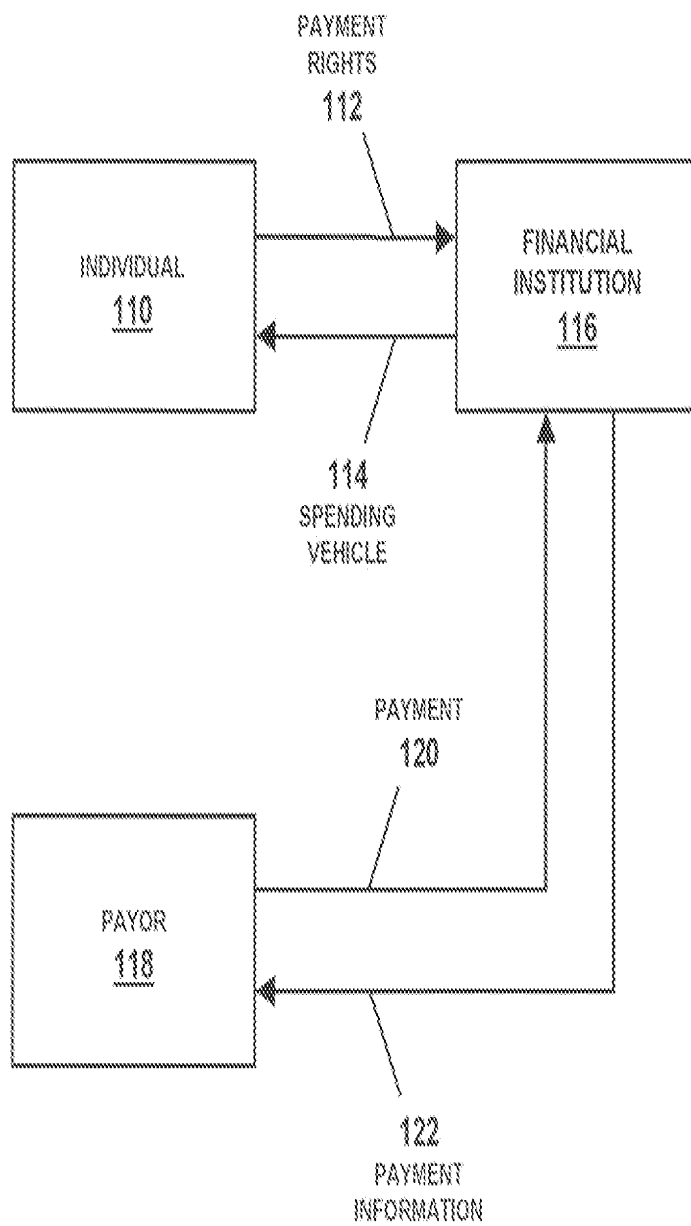 PAYMENT
RIGHTS
112
INDIVIDUAL
110
FINANCIAL
INSTITUTION
116
114
SPENDING
VEHICLE
PAYMENT
120
PAYOR
118
122
PAYMENT
INFORMATION